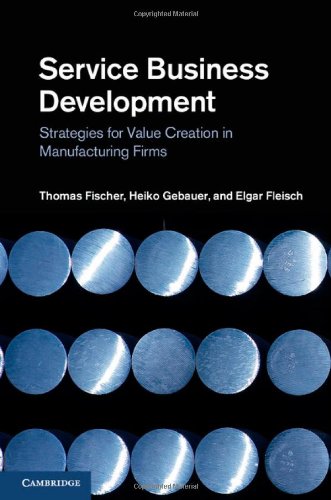 Service Business
Development
Strategies for Value Creation in
Manufacturing Firms
Thomas Fischer, Heiko Gebauer, and Elgar Fleisch
CAMBRIDGE